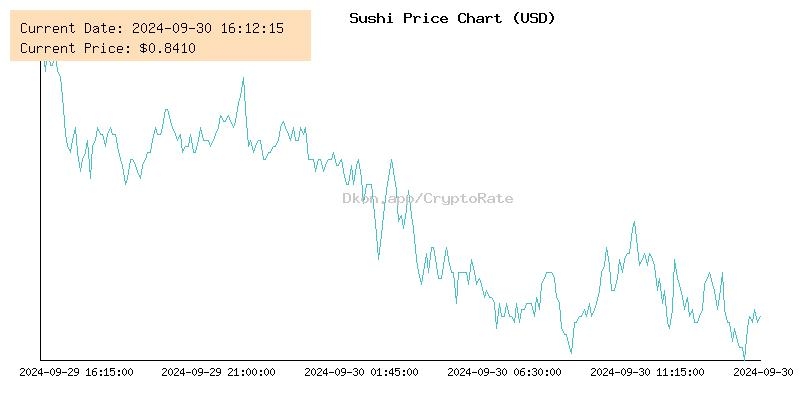 Sushi Price Chart (USD)
Current Date: 2024-09-30 16:12:15
Current Price: $0.8410
Dkon.app/CryptoRate
2024-09-29 16:15:00
2024-09-29 21:00:00
2024-09-30 01:45:00
2024-09-30 06:30:00
2024-09-30 11:15:00
2024-09-30